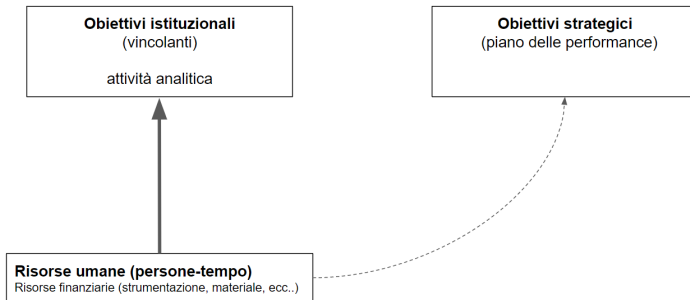 Obiettivi istituzionali
(vincolanti)
attività analitica
Obiettivi strategici
(piano delle performance)
Risorse umane (persone-tempo)
Risorse finanziarie (strumentazione, materiale, ecc..)